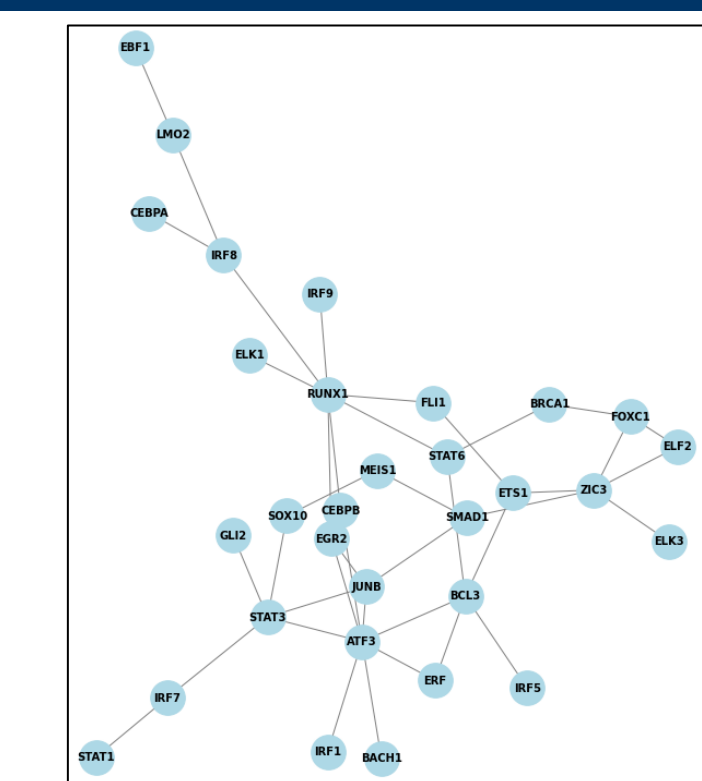 EBF1
LMO2
CEBPA
IRF8
IRF9
ELK1
RUNX1
FLI1
BRCA1
FOXC1
ELF2
STAT6
MEIS1
ETS1
ZIC3
SOX10
CEBPB
SMAD1
GLI2
EGR2
ELK3
JUNB
BCL3
STAT3
ATF3
ERF
IRF5
IRF7
IRF1
BACH1
STAT1